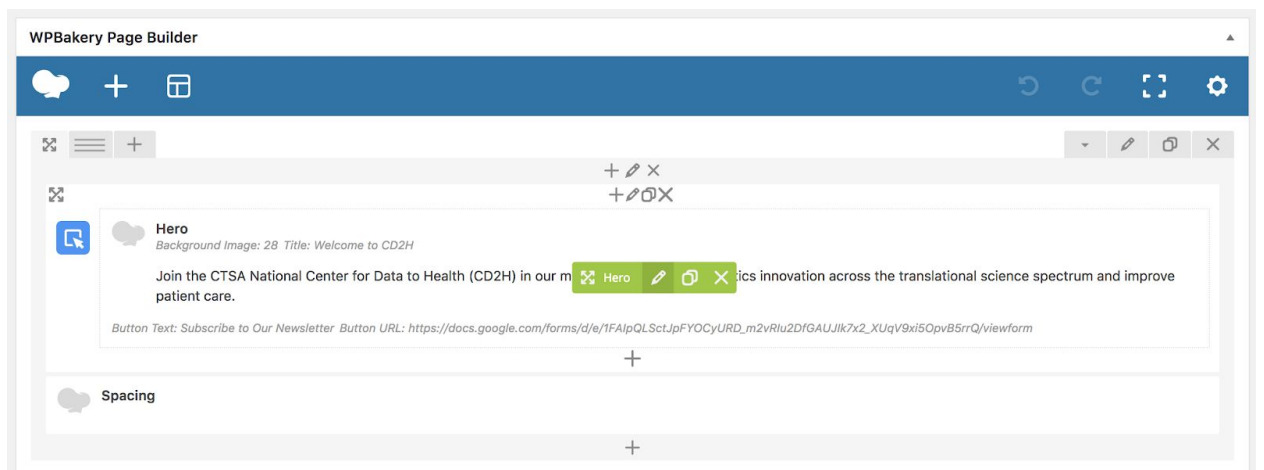 WPBakery Page Builder
Hero
Background Image: 28 Title: Welcome to CD2H
Join the CTSA National Center for Data to Health (CD2H) in our m Hero tics innovation across the translational science spectrum and improve
patient care.
Button Text: Subscribe to Our Newsletter Button URL: https://docs.google.com/forms/d/e/1FAIpQLSctJpFYOCyURD_m2vRIu2DfGAUJIk7x2_XUqV9xi5OpvB5rrQ/viewform
Spacing